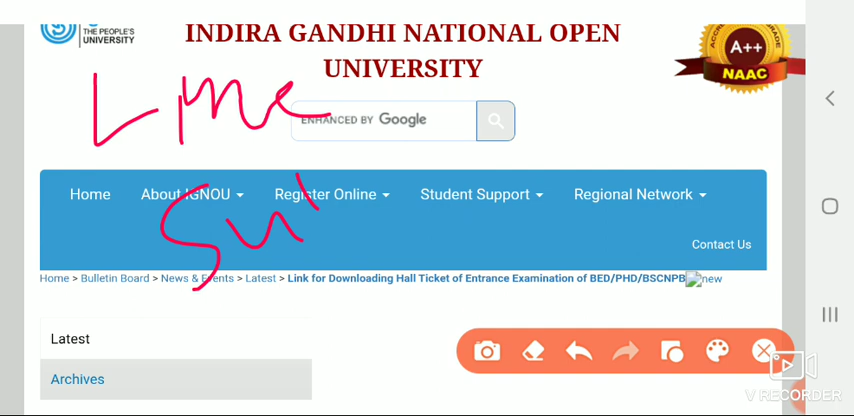 THE PEOPLE'S
UNIVERSITY
INDIRA GANDHI NATIONAL OPEN
UNIVERSITY
A++
NAAC
ENHANCED BY Google
Home About IGNOU Register Online Student Support Regional Network
Contact Us
Home > Bulletin Board > News & Events > Latest > Link for Downloading Hall Ticket of Entrance Examination of BED/PHD/BSCNPB new
Latest
Archives
V RECORDER